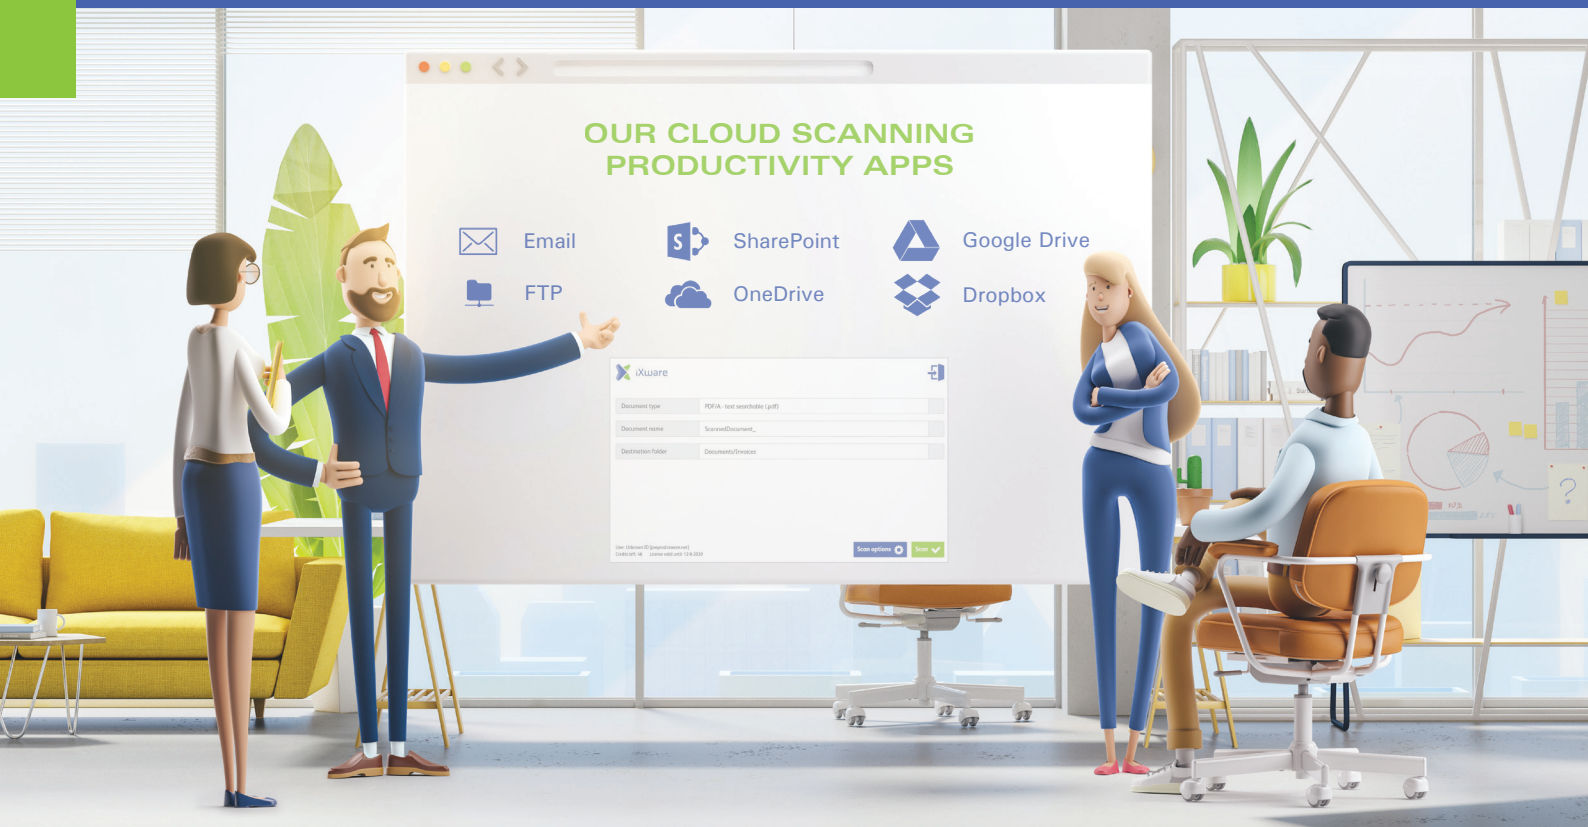 OUR CLOUD SCANNING
PRODUCTIVITY APPS
Email
SharePoint
Google Drive
FTP
OneDrive
Dropbox
iXware
Document type
PDF/A - text searchable (.pdf)
Document name
ScannedDocument_
Destination folder
Documents/Invoices
Scan options
Scan
?